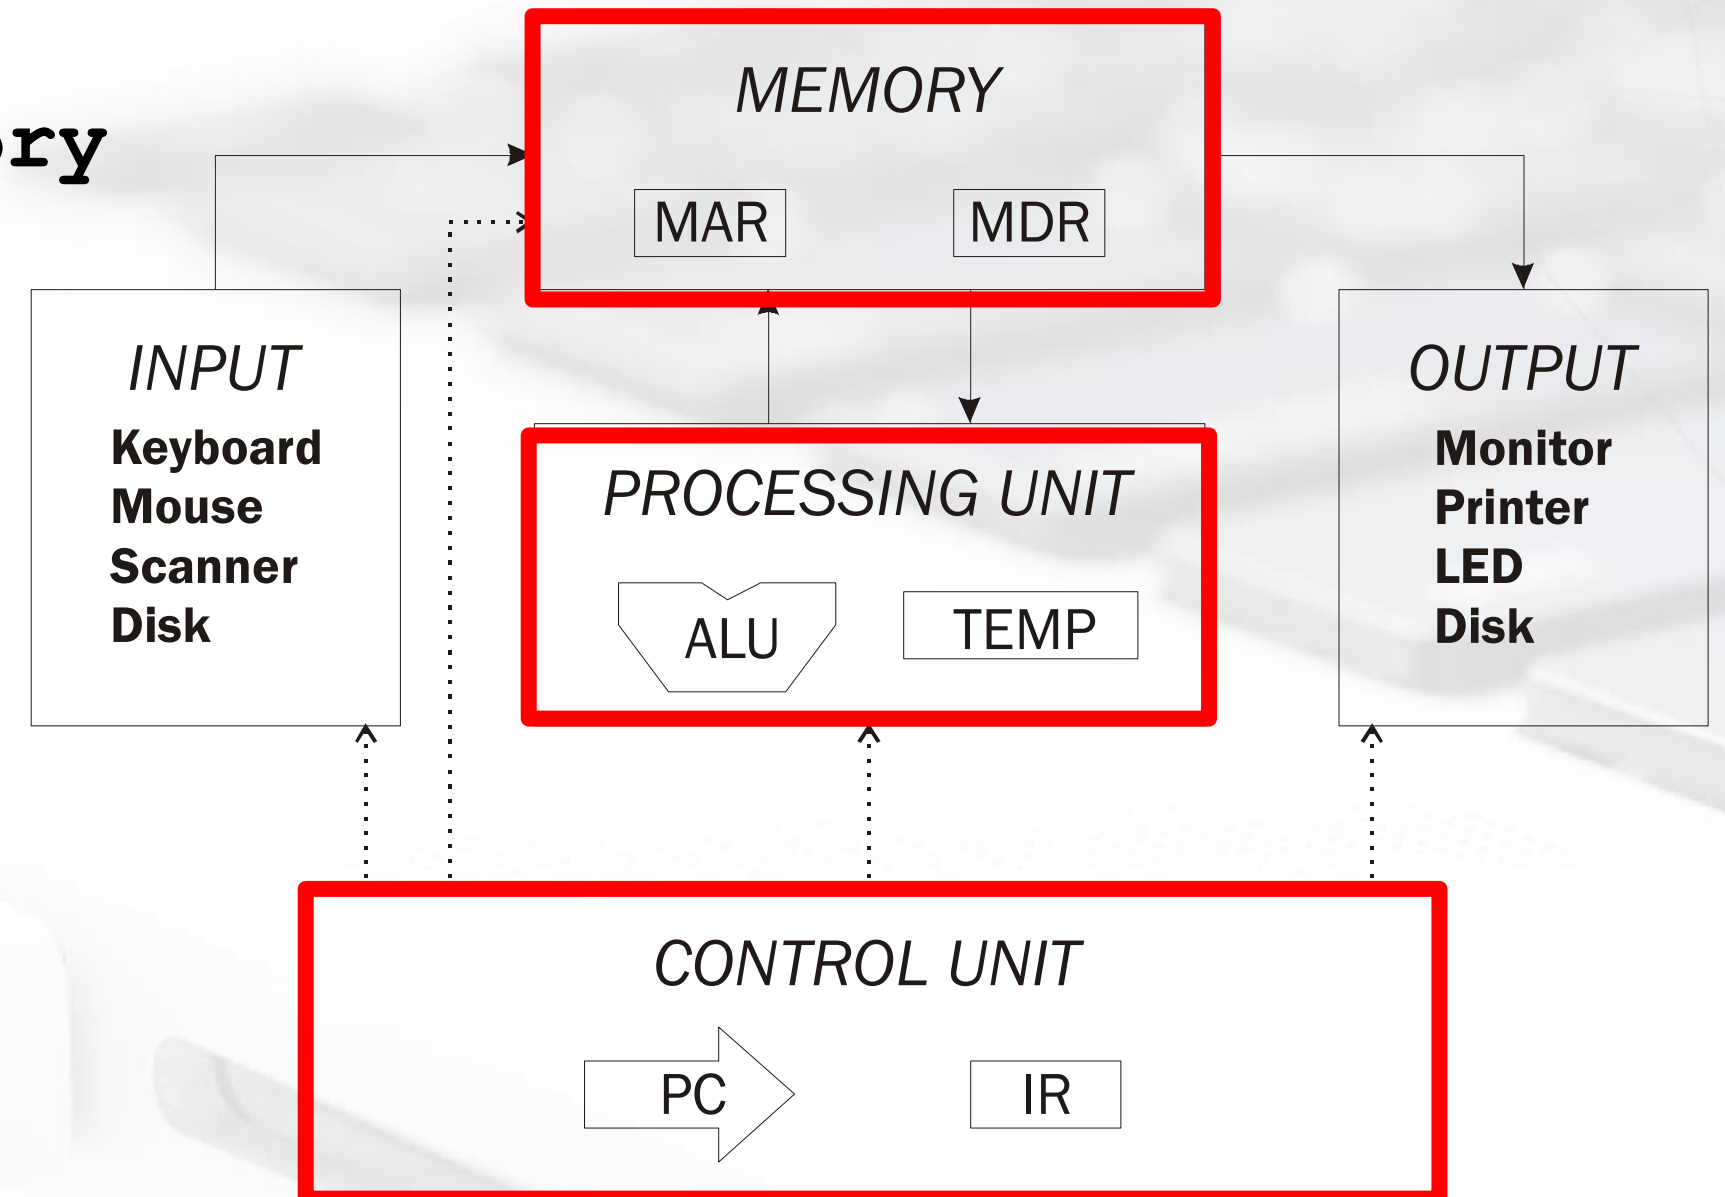 ory
MEMORY
MAR MDR
INPUT
Keyboard
Mouse
Scanner
Disk
PROCESSING UNIT
ALU TEMP
OUTPUT
Monitor
Printer
LED
Disk
CONTROL UNIT
PC IR